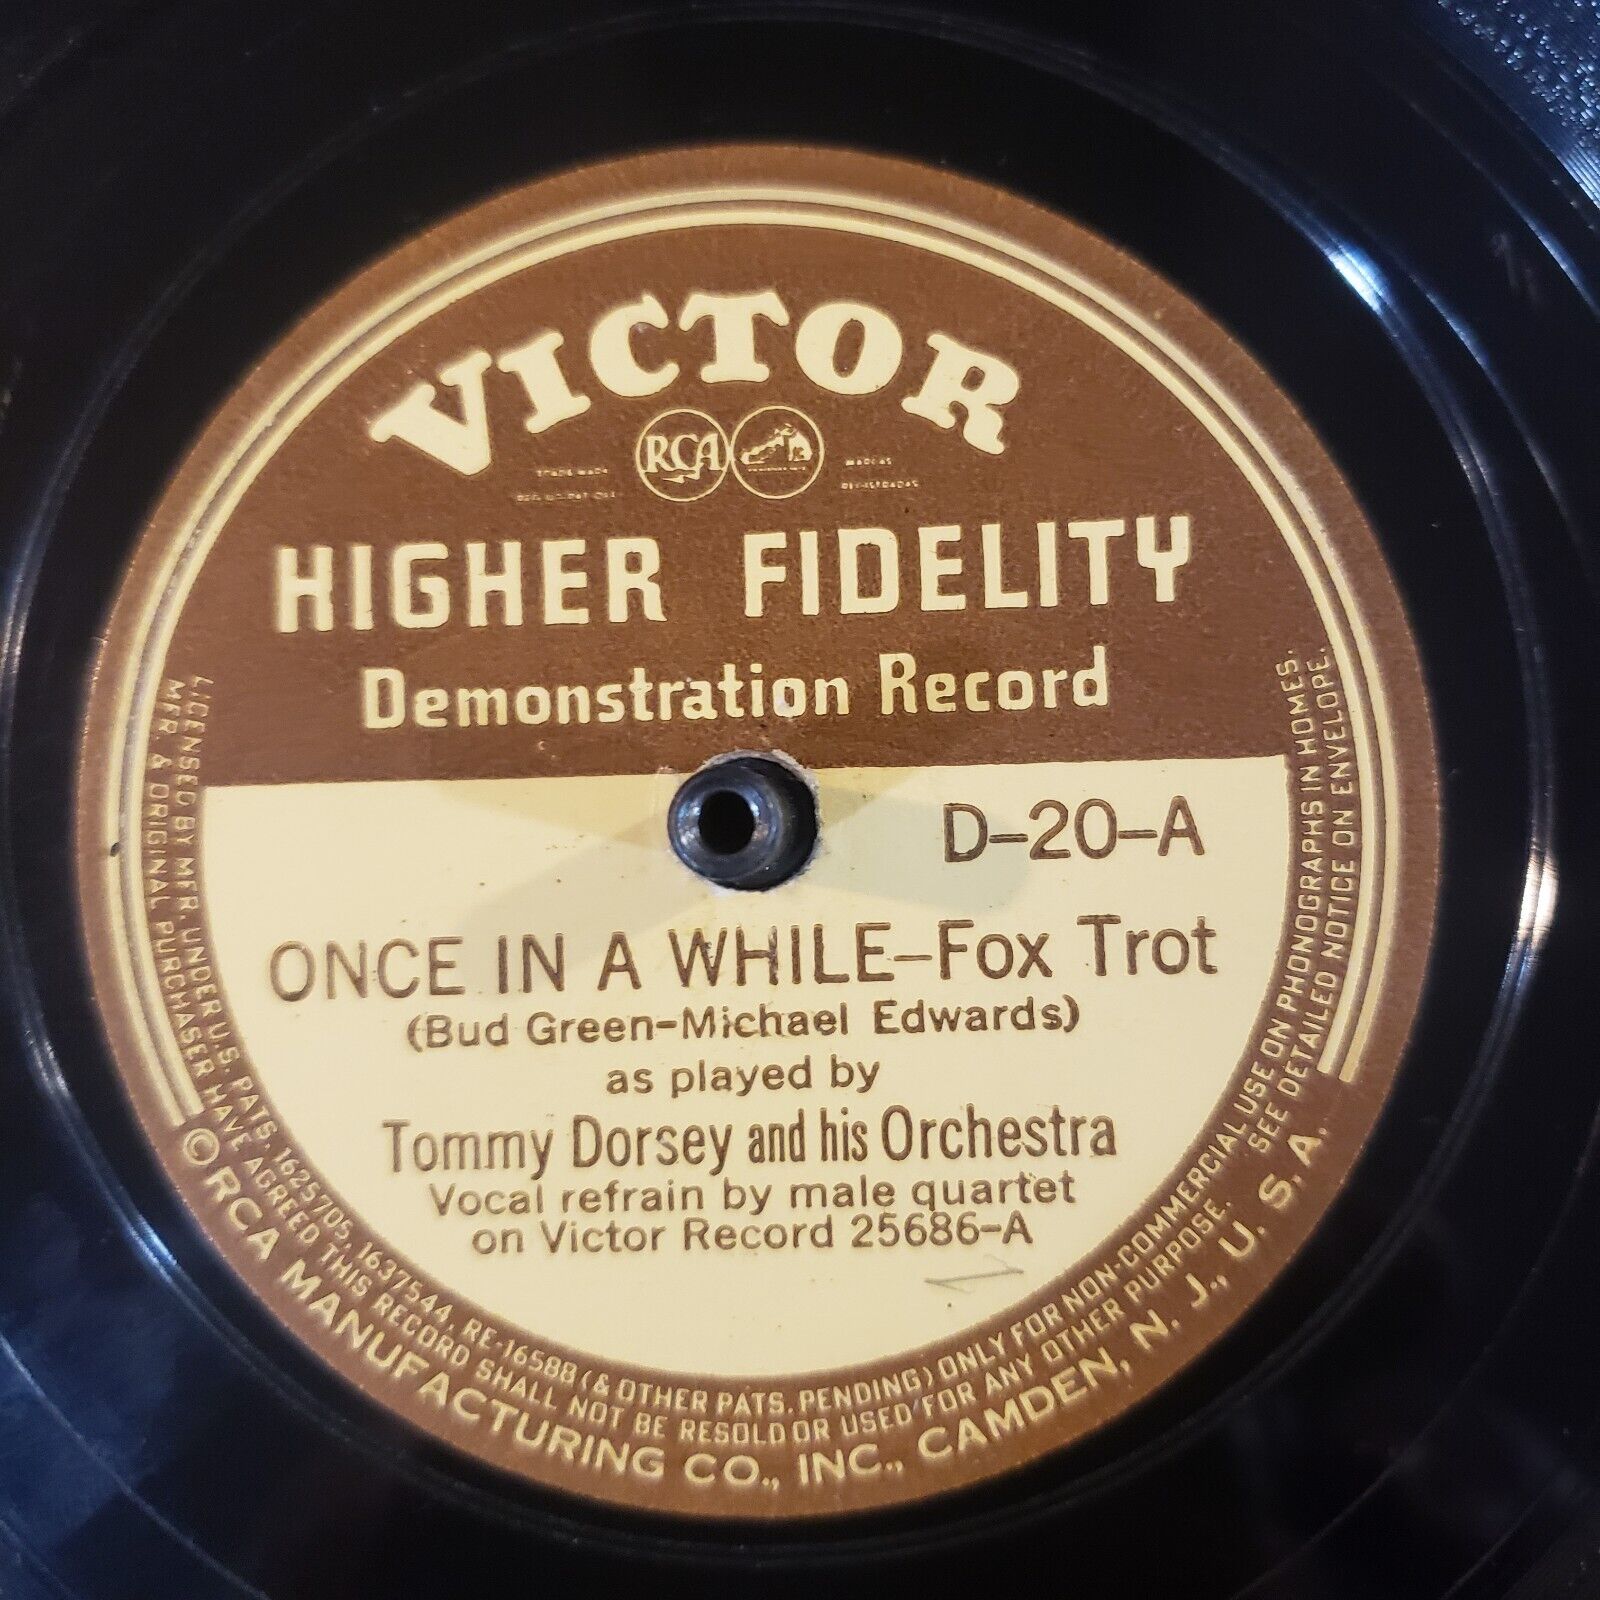 VICTOR
TRADE MARK
RCA
MARCAS
REGISTRADAS
HIGHER FIDELITY
Demonstration Record
D-20-A
ONCE IN A WHILE-Fox Trot
(Bud Green-Michael Edwards)
as played by
Tommy Dorsey and his Orchestra
Vocal refrain by male quartet
on Victor Record 25686-A
LICENSED BY MFR. UNDER U.S. PATS. 1625705, 1637544, RE-16588 (& OTHER PATS. PENDING) ONLY FOR NON-COMMERCIAL USE ON PHONOGRAPHS IN HOMES.
MFR. & ORIGINAL PURCHASER HAVE AGREED THIS RECORD SHALL NOT BE RESOLD OR USED FOR ANY OTHER PURPOSE. SEE DETAILED NOTICE ON ENVELOPE.
© RCA MANUFACTURING CO., INC., CAMDEN, N. J., U. S. A.